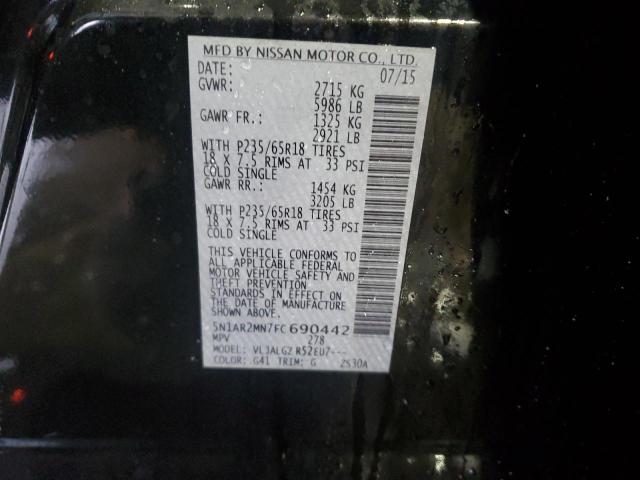 MFD BY NISSAN MOTOR CO., LTD.
DATE: 07/15
GVWR: 2715 KG
5986 LB
GAWR FR.: 1325 KG
2921 LB
WITH P235/65R18 TIRES
18 X 7.5 RIMS AT 33 PSI
COLD SINGLE
GAWR RR.: 1454 KG
3205 LB
WITH P235/65R18 TIRES
18 X 7.5 RIMS AT 33 PSI
COLD SINGLE
THIS VEHICLE CONFORMS TO
ALL APPLICABLE FEDERAL
MOTOR VEHICLE SAFETY AND
THEFT PREVENTION
STANDARDS IN EFFECT ON
THE DATE OF MANUFACTURE
SHOWN ABOVE.
5N1AR2MN7FC690442
MPV 278
MODEL: VLJALGZ R52EU7---
COLOR: G41 TRIM: G 2S30A